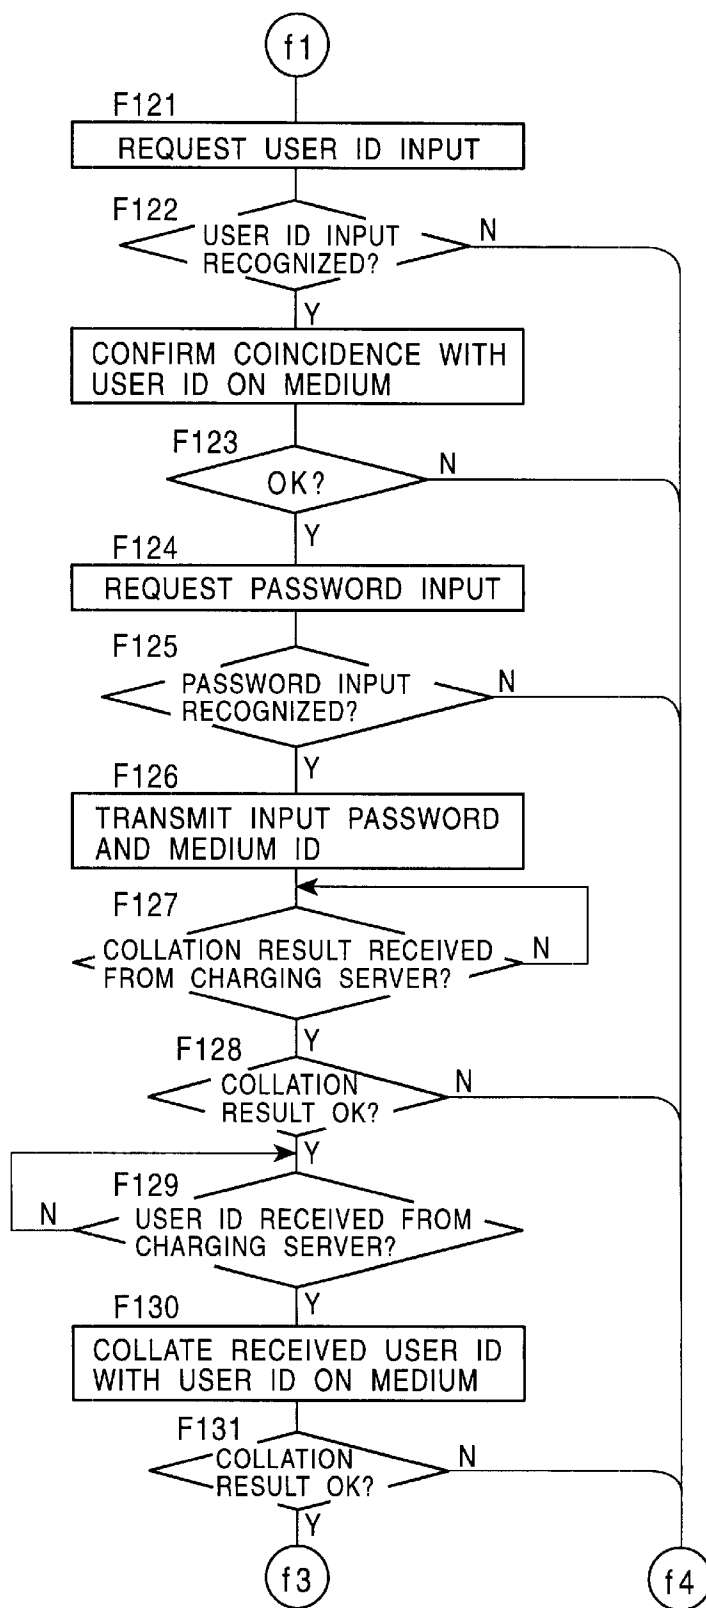 f1
F121
REQUEST USER ID INPUT
F122
USER ID INPUT
RECOGNIZED?
N
Y
CONFIRM COINCIDENCE WITH
USER ID ON MEDIUM
F123
OK?
N
Y
F124
REQUEST PASSWORD INPUT
F125
PASSWORD INPUT
RECOGNIZED?
N
Y
F126
TRANSMIT INPUT PASSWORD
AND MEDIUM ID
F127
COLLATION RESULT RECEIVED
FROM CHARGING SERVER?
N
Y
F128
COLLATION
RESULT OK?
N
Y
F129
N
USER ID RECEIVED FROM
CHARGING SERVER?
Y
F130
COLLATE RECEIVED USER ID
WITH USER ID ON MEDIUM
F131
COLLATION
RESULT OK?
N
Y
f3
f4